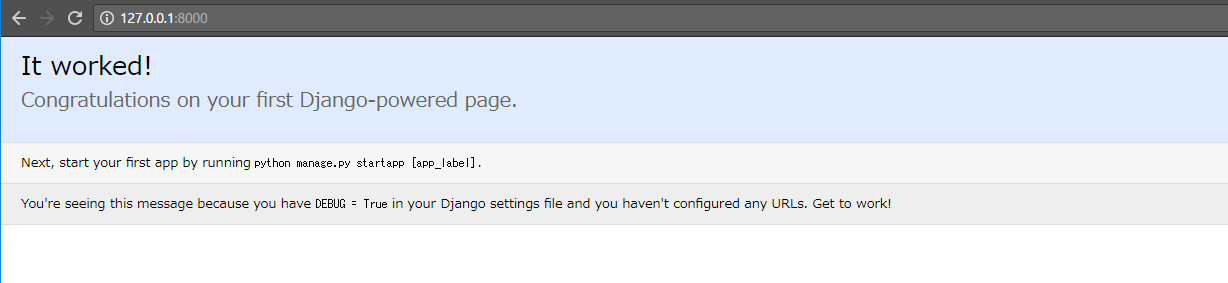 127.0.0.1:8000
It worked!
Congratulations on your first Django-powered page.
Next, start your first app by running python manage.py startapp [app_label].
You're seeing this message because you have DEBUG = True in your Django settings file and you haven't configured any URLs. Get to work!